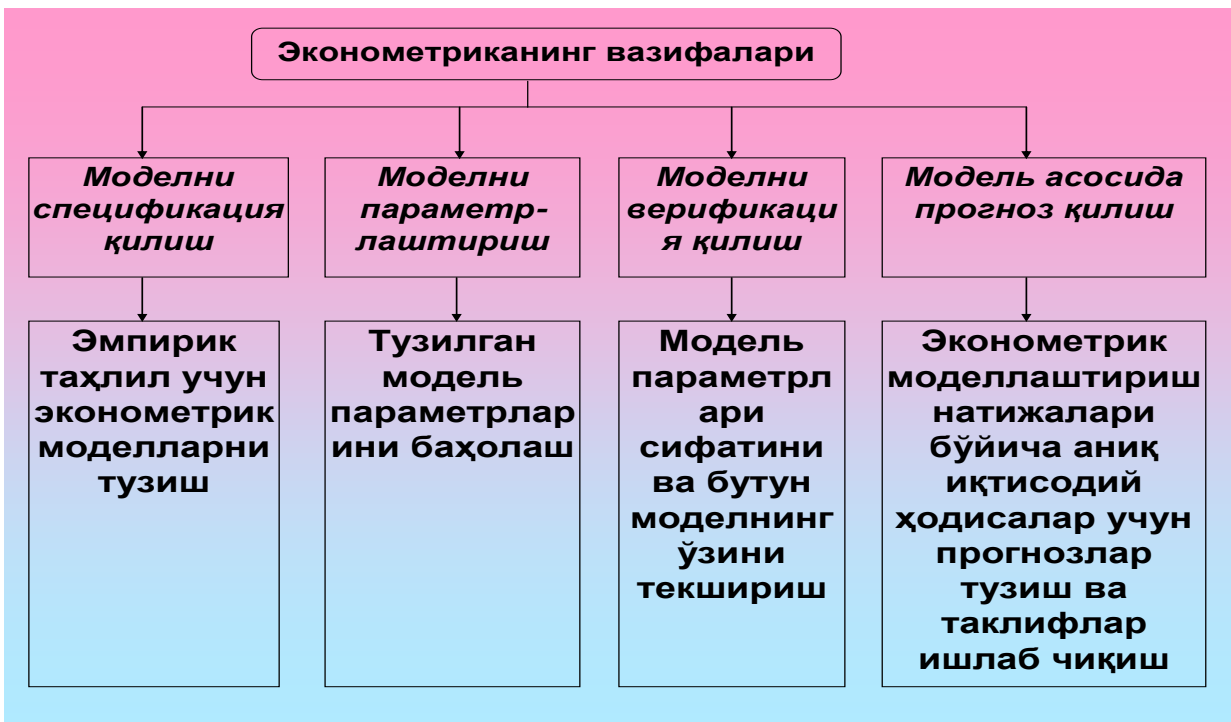 Эконометриканинг вазифалари
Моделни
спецификация
қилиш
Моделни
параметр-
лаштириш
Моделни
верификаци
я қилиш
Модель асосида
прогноз қилиш
Эмпирик
таҳлил учун
эконометрик
моделларни
тузиш
Тузилган
модель
параметрлар
ини баҳолаш
Модель
параметрл
ари
сифатини
ва бутун
моделнинг
ўзини
текшириш
Эконометрик
моделлаштириш
натижалари
бўйича аниқ
иқтисодий
ҳодисалар учун
прогнозлар
тузиш ва
таклифлар
ишлаб чиқиш